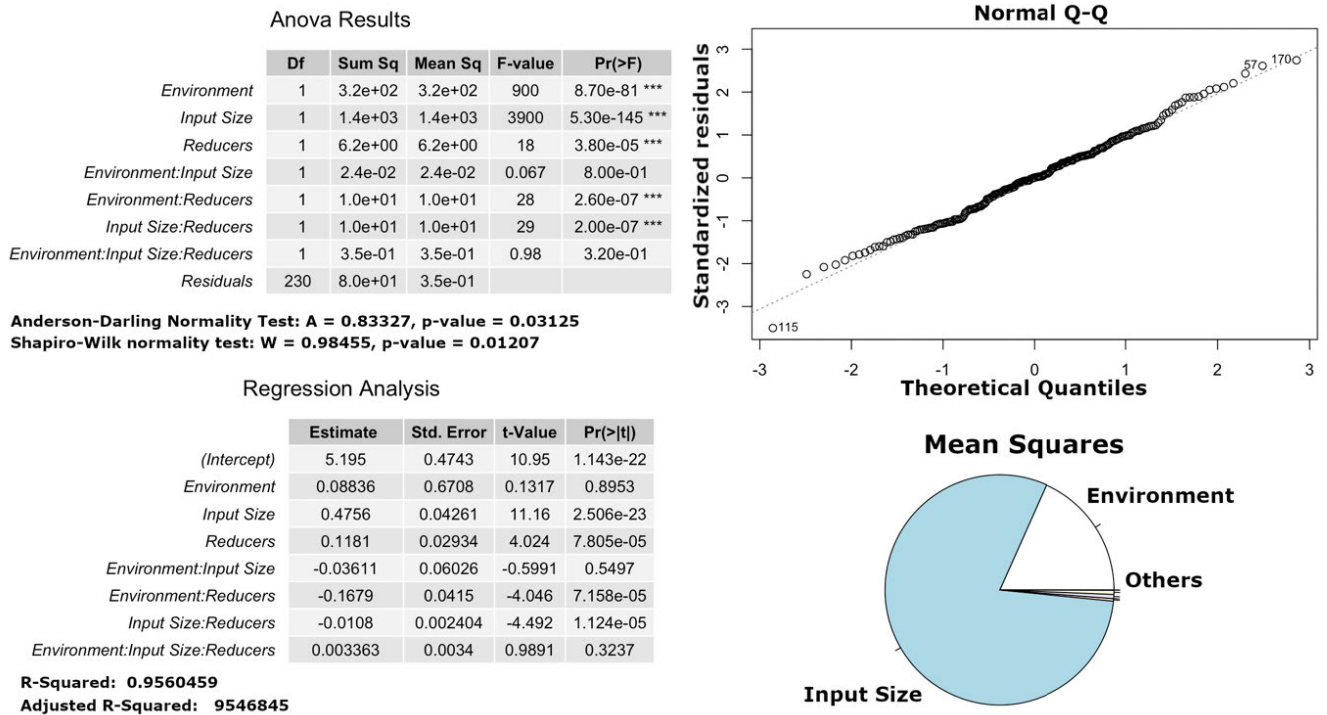 Anova Results
Df Sum Sq Mean Sq F-value Pr(>F)
Environment 1 3.2e+02 3.2e+02 900 8.70e-81 ***
Input Size 1 1.4e+03 1.4e+03 3900 5.30e-145 ***
Reducers 1 6.2e+00 6.2e+00 18 3.80e-05 ***
Environment:Input Size 1 2.4e-02 2.4e-02 0.067 8.00e-01
Environment:Reducers 1 1.0e+01 1.0e+01 28 2.60e-07 ***
Input Size:Reducers 1 1.0e+01 1.0e+01 29 2.00e-07 ***
Environment:Input Size:Reducers 1 3.5e-01 3.5e-01 0.98 3.20e-01
Residuals 230 8.0e+01 3.5e-01
Anderson-Darling Normality Test: A = 0.83327, p-value = 0.03125
Shapiro-Wilk normality test: W = 0.98455, p-value = 0.01207
Regression Analysis
Estimate Std. Error t-Value Pr(>|t|)
(Intercept) 5.195 0.4743 10.95 1.143e-22
Environment 0.08836 0.6708 0.1317 0.8953
Input Size 0.4756 0.04261 11.16 2.506e-23
Reducers 0.1181 0.02934 4.024 7.805e-05
Environment:Input Size -0.03611 0.06026 -0.5991 0.5497
Environment:Reducers -0.1679 0.0415 -4.046 7.158e-05
Input Size:Reducers -0.0108 0.002404 -4.492 1.124e-05
Environment:Input Size:Reducers 0.003363 0.0034 0.9891 0.3237
R-Squared: 0.9560459
Adjusted R-Squared: 9546845
Normal Q-Q
Standardized residuals
3
2
1
0
-1
-2
-3
57 170
115
-3 -2 -1 0 1 2 3
Theoretical Quantiles
Mean Squares
Environment
Others
Input Size